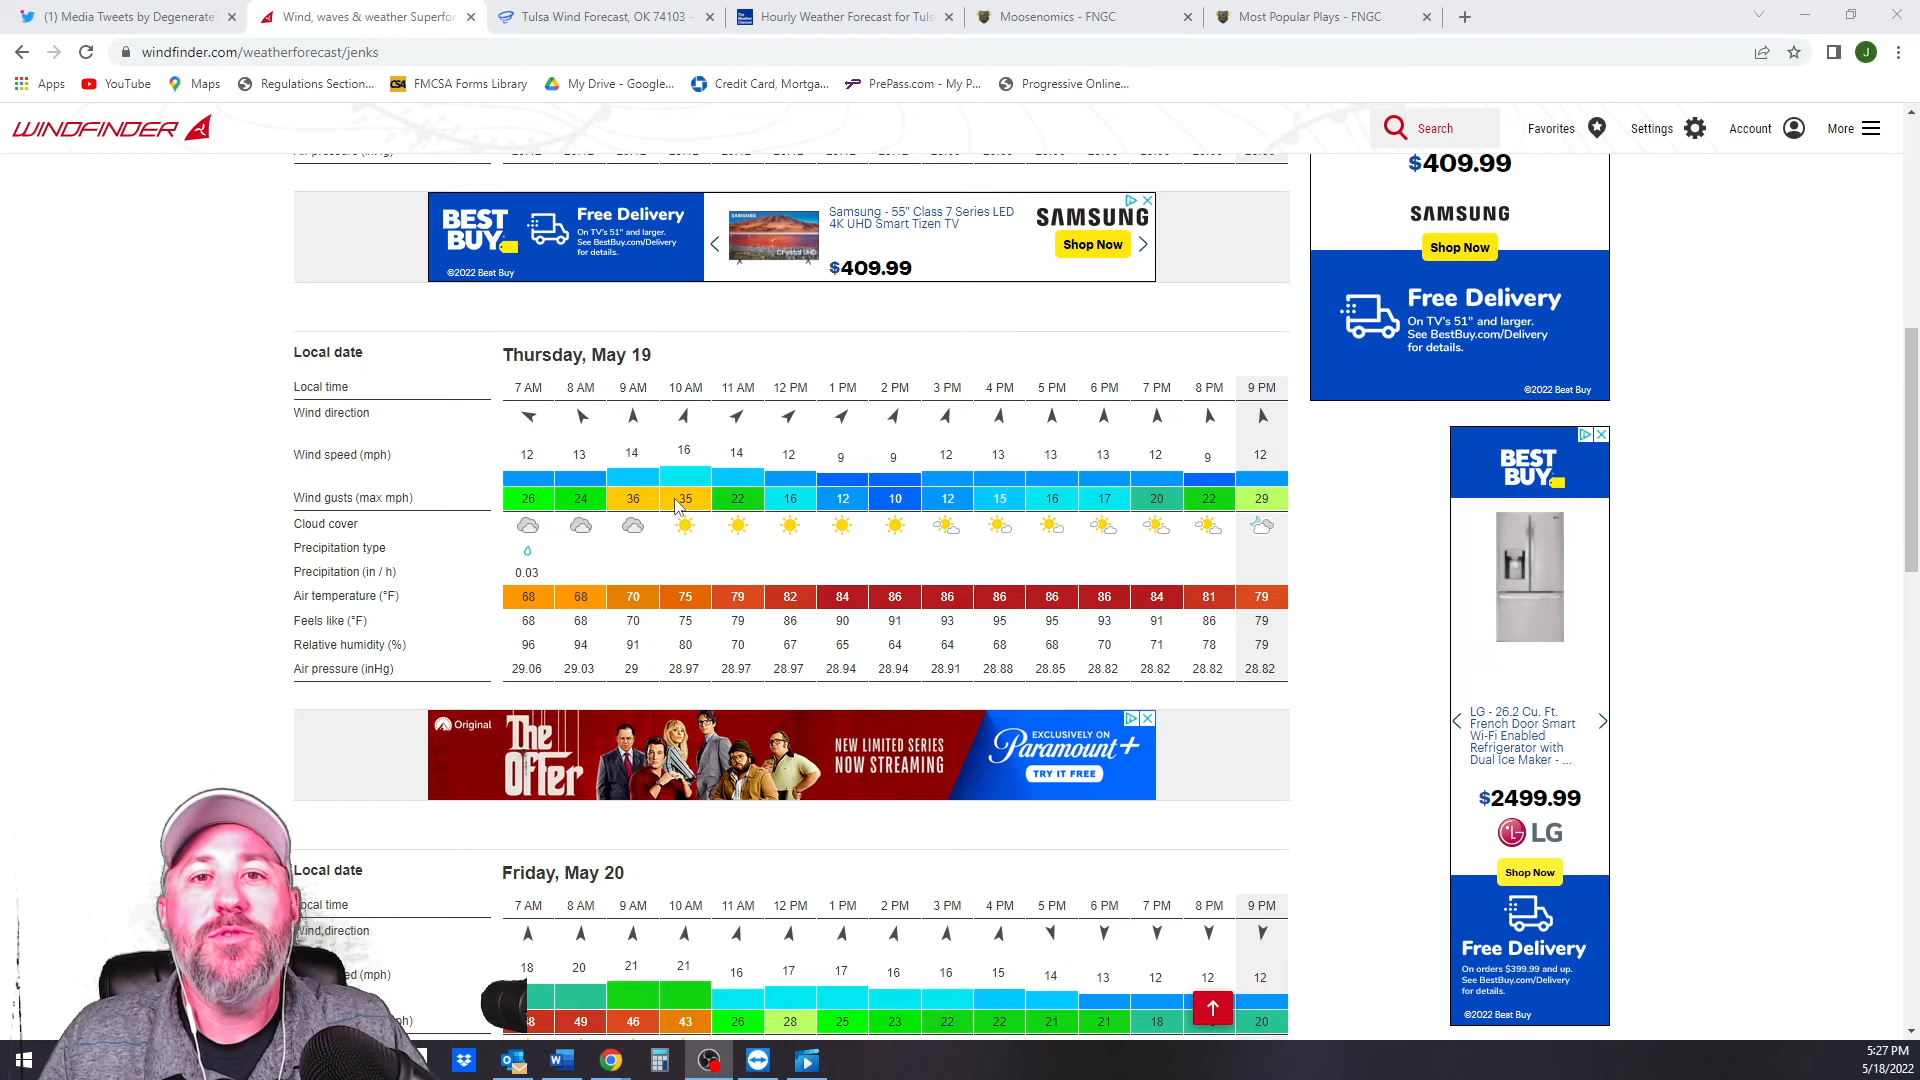 (1) Media Tweets by Degenerate
Wind, waves & weather Superfor
Tulsa Wind Forecast, OK 74103 -
Hourly Weather Forecast for Tuls
Moosenomics - FNGC
Most Popular Plays - FNGC
windfinder.com/weatherforecast/jenks
J
Apps YouTube Maps Regulations Section... CSA FMCSA Forms Library My Drive - Google... Credit Card, Mortga... PrePass.com - My P... Progressive Online...
WINDFINDER Search Favorites Settings Account More
$409.99
SAMSUNG
Shop Now
Free Delivery
On TV's 51" and larger.
See BestBuy.com/Delivery
for details.
©2022 Best Buy
BEST BUY
Free Delivery
On TV's 51" and larger.
See BestBuy.com/Delivery
for details.
©2022 Best Buy
Samsung - 55" Class 7 Series LED
4K UHD Smart Tizen TV
$409.99
SAMSUNG
Shop Now
Local date Thursday, May 19
Local time 7 AM 8 AM 9 AM 10 AM 11 AM 12 PM 1 PM 2 PM 3 PM 4 PM 5 PM 6 PM 7 PM 8 PM 9 PM
Wind direction
Wind speed (mph) 12 13 14 16 14 12 9 9 12 13 13 13 12 9 12
Wind gusts (max mph) 26 24 36 35 22 16 12 10 12 15 16 17 20 22 29
Cloud cover
Precipitation type
Precipitation (in / h) 0.03
Air temperature (°F) 68 68 70 75 79 82 84 86 86 86 86 86 84 81 79
Feels like (°F) 68 68 70 75 79 86 90 91 93 95 95 93 91 86 79
Relative humidity (%) 96 94 91 80 70 67 65 64 64 68 68 70 71 78 79
Air pressure (inHg) 29.06 29.03 29 28.97 28.97 28.97 28.94 28.94 28.91 28.88 28.85 28.82 28.82 28.82 28.82
Original
The Offer
NEW LIMITED SERIES
NOW STREAMING
EXCLUSIVELY ON
Paramount+
TRY IT FREE
Local date Friday, May 20
ocal time 7 AM 8 AM 9 AM 10 AM 11 AM 12 PM 1 PM 2 PM 3 PM 4 PM 5 PM 6 PM 7 PM 8 PM 9 PM
Wind direction
ed (mph) 18 20 21 21 16 17 17 16 16 15 14 13 12 12 12
ph) 8 49 46 43 26 28 25 23 22 22 21 21 18 20
BEST BUY
LG - 26.2 Cu. Ft.
French Door Smart
Wi-Fi Enabled
Refrigerator with
Dual Ice Maker - ...
$2499.99
LG
Shop Now
Free Delivery
On orders $399.99 and up.
See BestBuy.com/Delivery
for details.
©2022 Best Buy
5:27 PM
5/18/2022